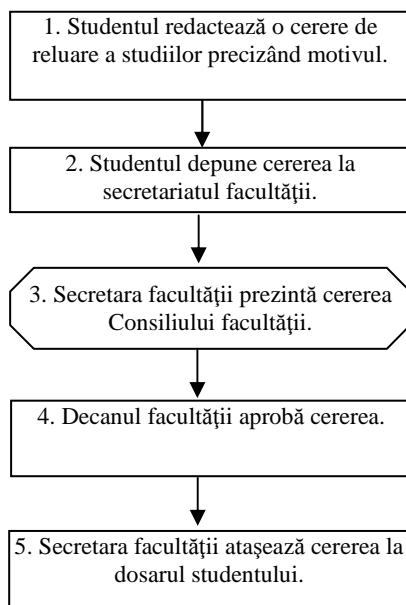 1. Studentul redactează o cerere de
reluare a studiilor precizând motivul.
2. Studentul depune cererea la
secretariatul facultăţii.
3. Secretara facultăţii prezintă cererea
Consiliului facultăţii.
4. Decanul facultăţii aprobă cererea.
5. Secretara facultăţii ataşează cererea la
dosarul studentului.